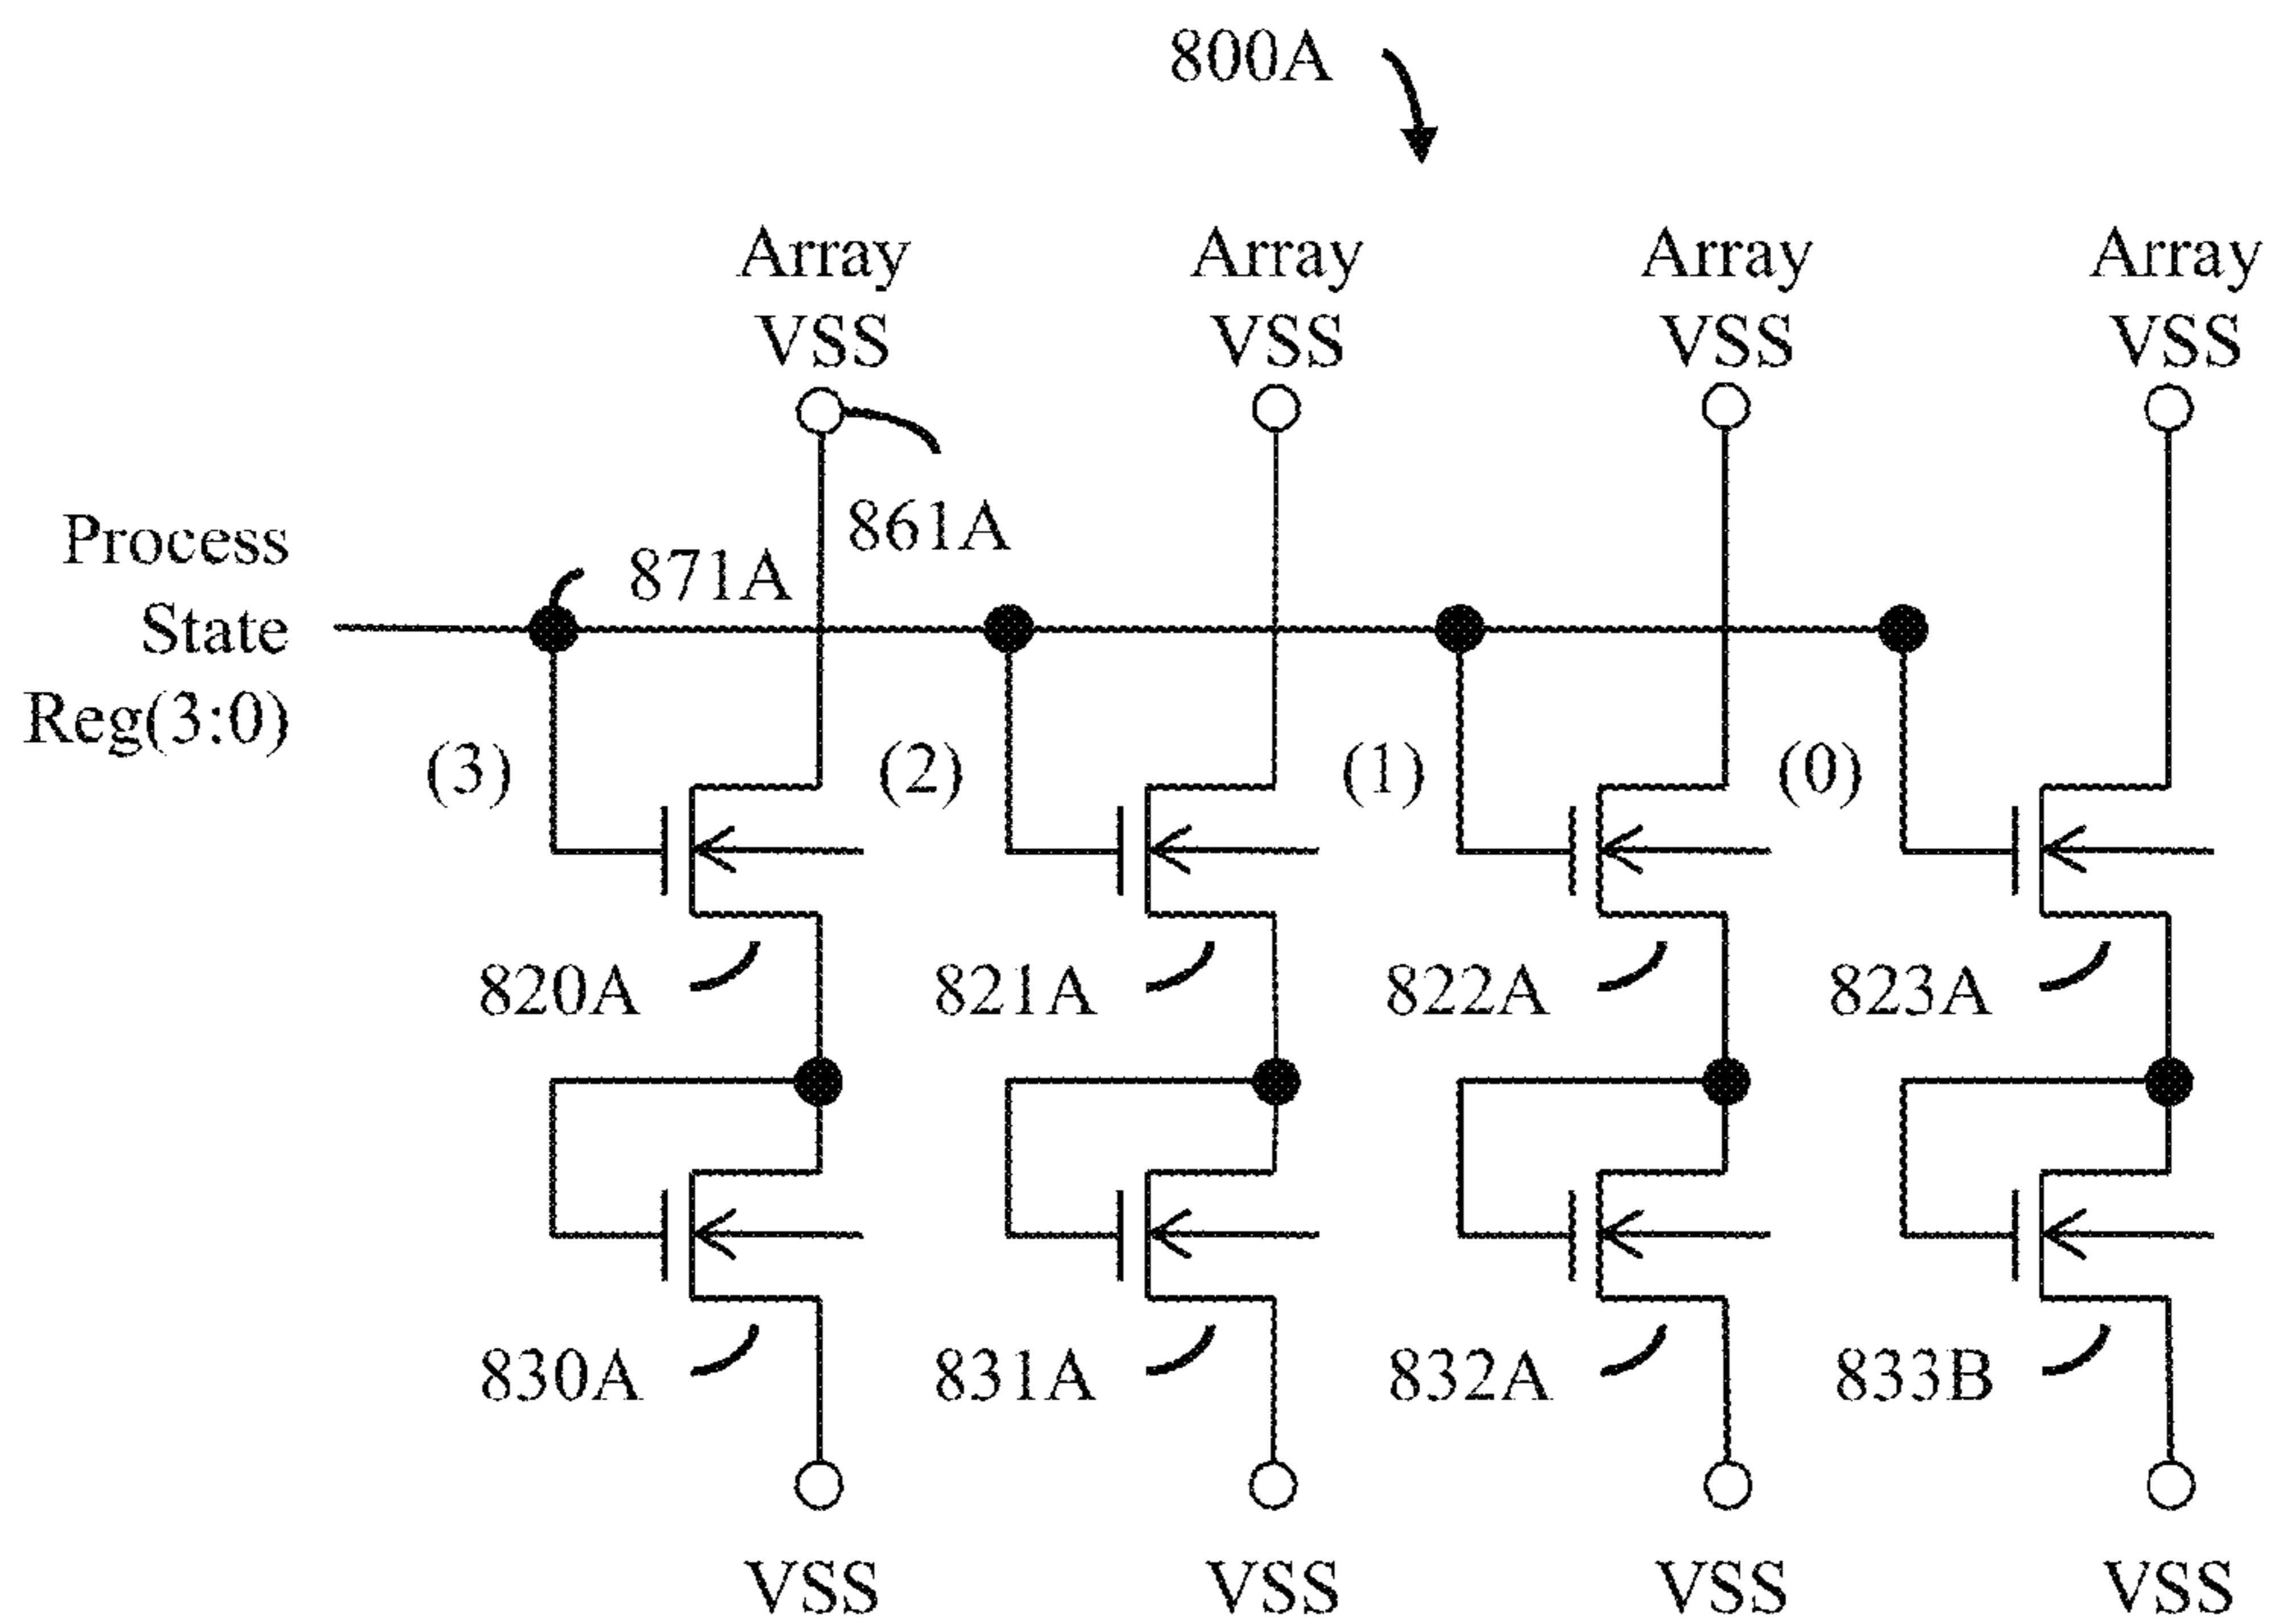 800A
Array VSS
Array VSS
Array VSS
Array VSS
861A
Process
State
Reg(3:0)
871A
(3)
(2)
(1)
(0)
820A
821A
822A
823A
830A
831A
832A
833B
VSS
VSS
VSS
VSS